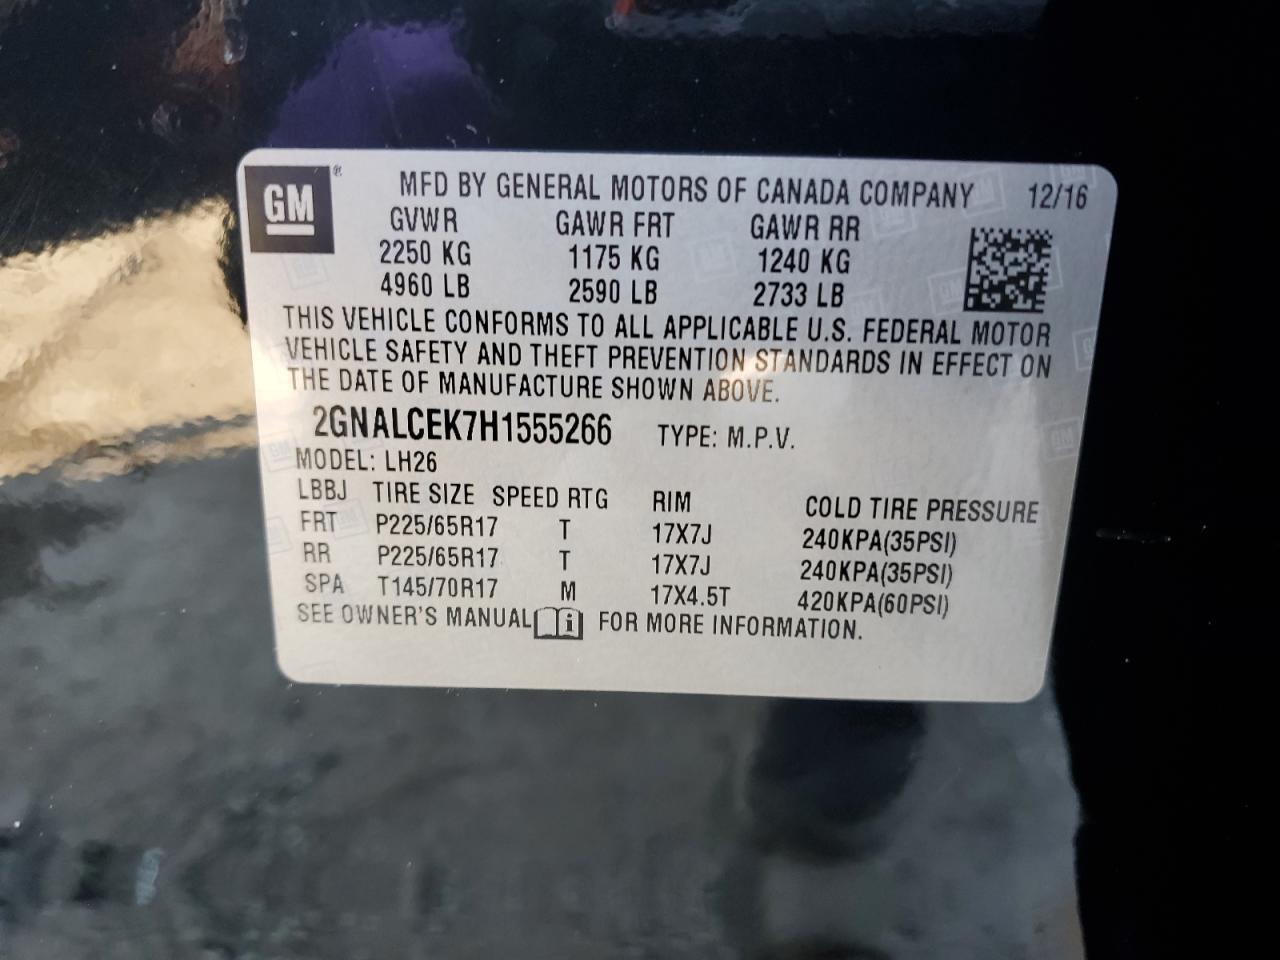 GM ® MFD BY GENERAL MOTORS OF CANADA COMPANY 12/16
GVWR GAWR FRT GAWR RR
2250 KG 1175 KG 1240 KG
4960 LB 2590 LB 2733 LB
THIS VEHICLE CONFORMS TO ALL APPLICABLE U.S. FEDERAL MOTOR
VEHICLE SAFETY AND THEFT PREVENTION STANDARDS IN EFFECT ON
THE DATE OF MANUFACTURE SHOWN ABOVE.
2GNALCEK7H1555266 TYPE: M.P.V.
MODEL: LH26
LBBJ TIRE SIZE SPEED RTG RIM COLD TIRE PRESSURE
FRT P225/65R17 T 17X7J 240KPA(35PSI)
RR P225/65R17 T 17X7J 240KPA(35PSI)
SPA T145/70R17 M 17X4.5T 420KPA(60PSI)
SEE OWNER'S MANUAL i FOR MORE INFORMATION.